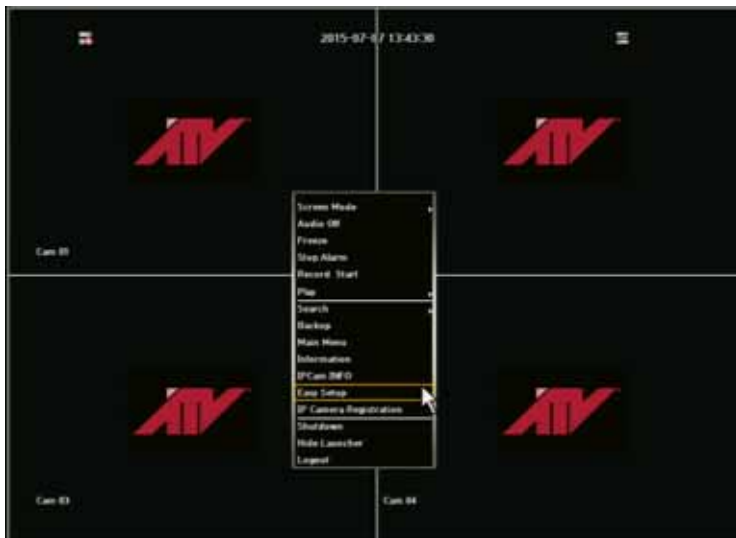 2015-07-07 13:43:30
ATV
ATV
Cam 01
Screen Mode
Audio Off
Freeze
Stop Alarm
Record Start
Play
Search
Backup
Main Menu
Information
IPCam INFO
Easy Setup
IP Camera Registration
Shutdown
Hide Launcher
Logout
ATV
ATV
Cam 03
Cam 04